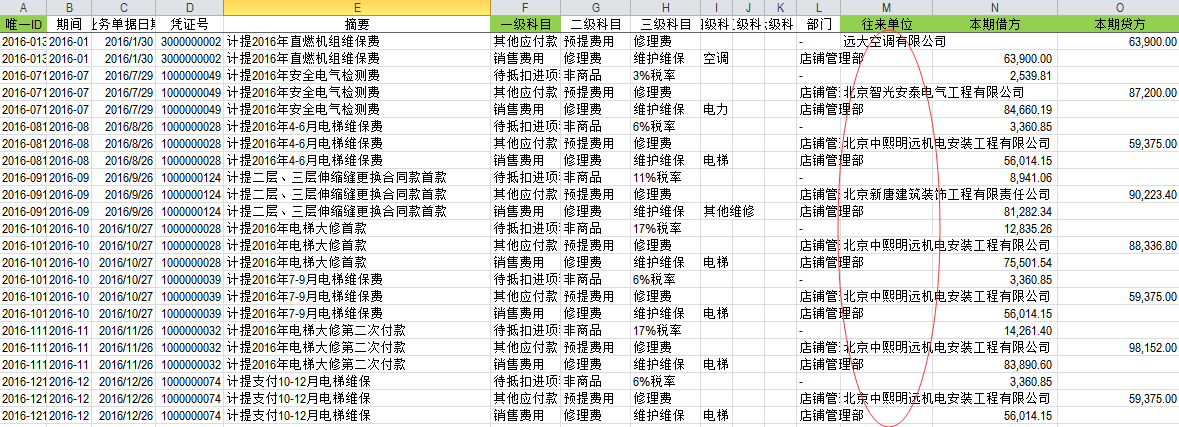 A B C D E F G H I J K L M N O
唯一ID 期间 业务单据日期 凭证号 摘要 一级科目 二级科目 三级科目 级科 级科 级科 部门 往来单位 本期借方 本期贷方
2016-013 2016-01 2016/1/30 3000000002 计提2016年直燃机组维保费 其他应付款 预提费用 修理费 - 远大空调有限公司 63,900.00
2016-013 2016-01 2016/1/30 3000000002 计提2016年直燃机组维保费 销售费用 修理费 维护维保 空调 店铺管理部 63,900.00
2016-071 2016-07 2016/7/29 1000000049 计提2016年安全电气检测费 待抵扣进项 非商品 3%税率 - 2,539.81
2016-071 2016-07 2016/7/29 1000000049 计提2016年安全电气检测费 其他应付款 预提费用 修理费 店铺管 北京智光安泰电气工程有限公司 87,200.00
2016-071 2016-07 2016/7/29 1000000049 计提2016年安全电气检测费 销售费用 修理费 维护维保 电力 店铺管理部 84,660.19
2016-081 2016-08 2016/8/26 1000000028 计提2016年4-6月电梯维保费 待抵扣进项 非商品 6%税率 - 3,360.85
2016-081 2016-08 2016/8/26 1000000028 计提2016年4-6月电梯维保费 其他应付款 预提费用 修理费 店铺管 北京中熙明远机电安装工程有限公司 59,375.00
2016-081 2016-08 2016/8/26 1000000028 计提2016年4-6月电梯维保费 销售费用 修理费 维护维保 电梯 店铺管理部 56,014.15
2016-091 2016-09 2016/9/26 1000000124 计提二层、三层伸缩缝更换合同款首款 待抵扣进项 非商品 11%税率 - 8,941.06
2016-091 2016-09 2016/9/26 1000000124 计提二层、三层伸缩缝更换合同款首款 其他应付款 预提费用 修理费 店铺管 北京新唐建筑装饰工程有限责任公司 90,223.40
2016-091 2016-09 2016/9/26 1000000124 计提二层、三层伸缩缝更换合同款首款 销售费用 修理费 维护维保 其他维修 店铺管理部 81,282.34
2016-101 2016-10 2016/10/27 1000000028 计提2016年电梯大修首款 待抵扣进项 非商品 17%税率 - 12,835.26
2016-101 2016-10 2016/10/27 1000000028 计提2016年电梯大修首款 其他应付款 预提费用 修理费 店铺管 北京中熙明远机电安装工程有限公司 88,336.80
2016-101 2016-10 2016/10/27 1000000028 计提2016年电梯大修首款 销售费用 修理费 维护维保 电梯 店铺管理部 75,501.54
2016-101 2016-10 2016/10/27 1000000039 计提2016年7-9月电梯维保费 待抵扣进项 非商品 6%税率 - 3,360.85
2016-101 2016-10 2016/10/27 1000000039 计提2016年7-9月电梯维保费 其他应付款 预提费用 修理费 店铺管 北京中熙明远机电安装工程有限公司 59,375.00
2016-101 2016-10 2016/10/27 1000000039 计提2016年7-9月电梯维保费 销售费用 修理费 维护维保 电梯 店铺管理部 56,014.15
2016-111 2016-11 2016/11/26 1000000032 计提2016年电梯大修第二次付款 待抵扣进项 非商品 17%税率 - 14,261.40
2016-111 2016-11 2016/11/26 1000000032 计提2016年电梯大修第二次付款 其他应付款 预提费用 修理费 店铺管 北京中熙明远机电安装工程有限公司 98,152.00
2016-111 2016-11 2016/11/26 1000000032 计提2016年电梯大修第二次付款 销售费用 修理费 维护维保 电梯 店铺管理部 83,890.60
2016-121 2016-12 2016/12/26 1000000074 计提支付10-12月电梯维保 待抵扣进项 非商品 6%税率 - 3,360.85
2016-121 2016-12 2016/12/26 1000000074 计提支付10-12月电梯维保 其他应付款 预提费用 修理费 店铺管 北京中熙明远机电安装工程有限公司 59,375.00
2016-121 2016-12 2016/12/26 1000000074 计提支付10-12月电梯维保 销售费用 修理费 维护维保 电梯 店铺管理部 56,014.15